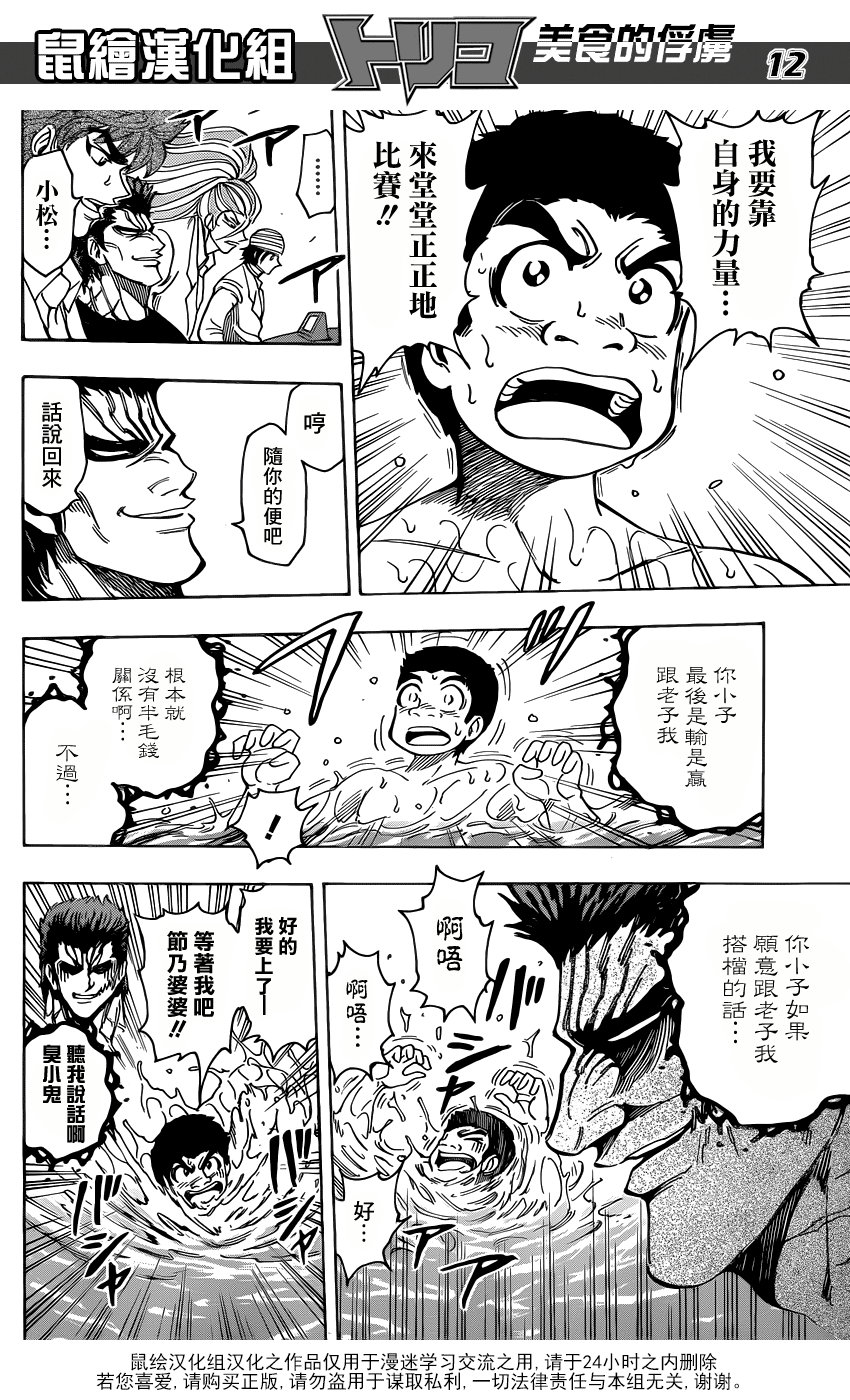 鼠繪漢化組
トリコ
美食的俘虜
12
我要靠
自身的力量…
來堂堂正正地
比賽!!
……
小松…
哼
隨你的便吧
話說回來
你小子
最後是輸是贏
跟老子我
根本就
沒有半毛錢
關係啊…
不過…
!
你小子如果
願意跟老子我
搭檔的話…
啊唔
啊唔…
好…
好的
我要上了—
等著我吧
節乃婆婆!!
聽我說話啊
臭小鬼
鼠绘汉化组汉化之作品仅用于漫迷学习交流之用, 请于24小时之内删除
若您喜爱, 请购买正版, 请勿盗用于谋取私利, 一切法律责任与本组无关, 谢谢.